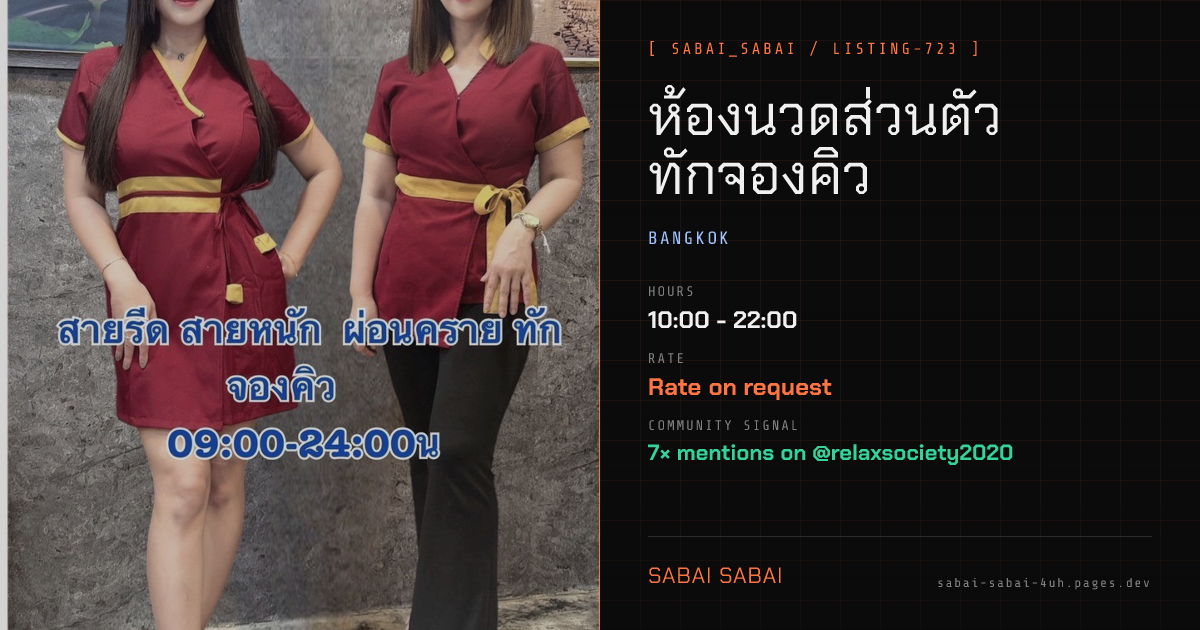 สายรีด สายหนัก ผ่อนคราย ทัก
จองคิว
09:00-24:00น
[ SABAI_SABAI / LISTING-723 ]
ห้องนวดส่วนตัว
ทักจองคิว
BANGKOK
HOURS
10:00 - 22:00
RATE
Rate on request
COMMUNITY SIGNAL
7× mentions on @relaxsociety2020
SABAI SABAI
sabai-sabai-4uh.pages.dev